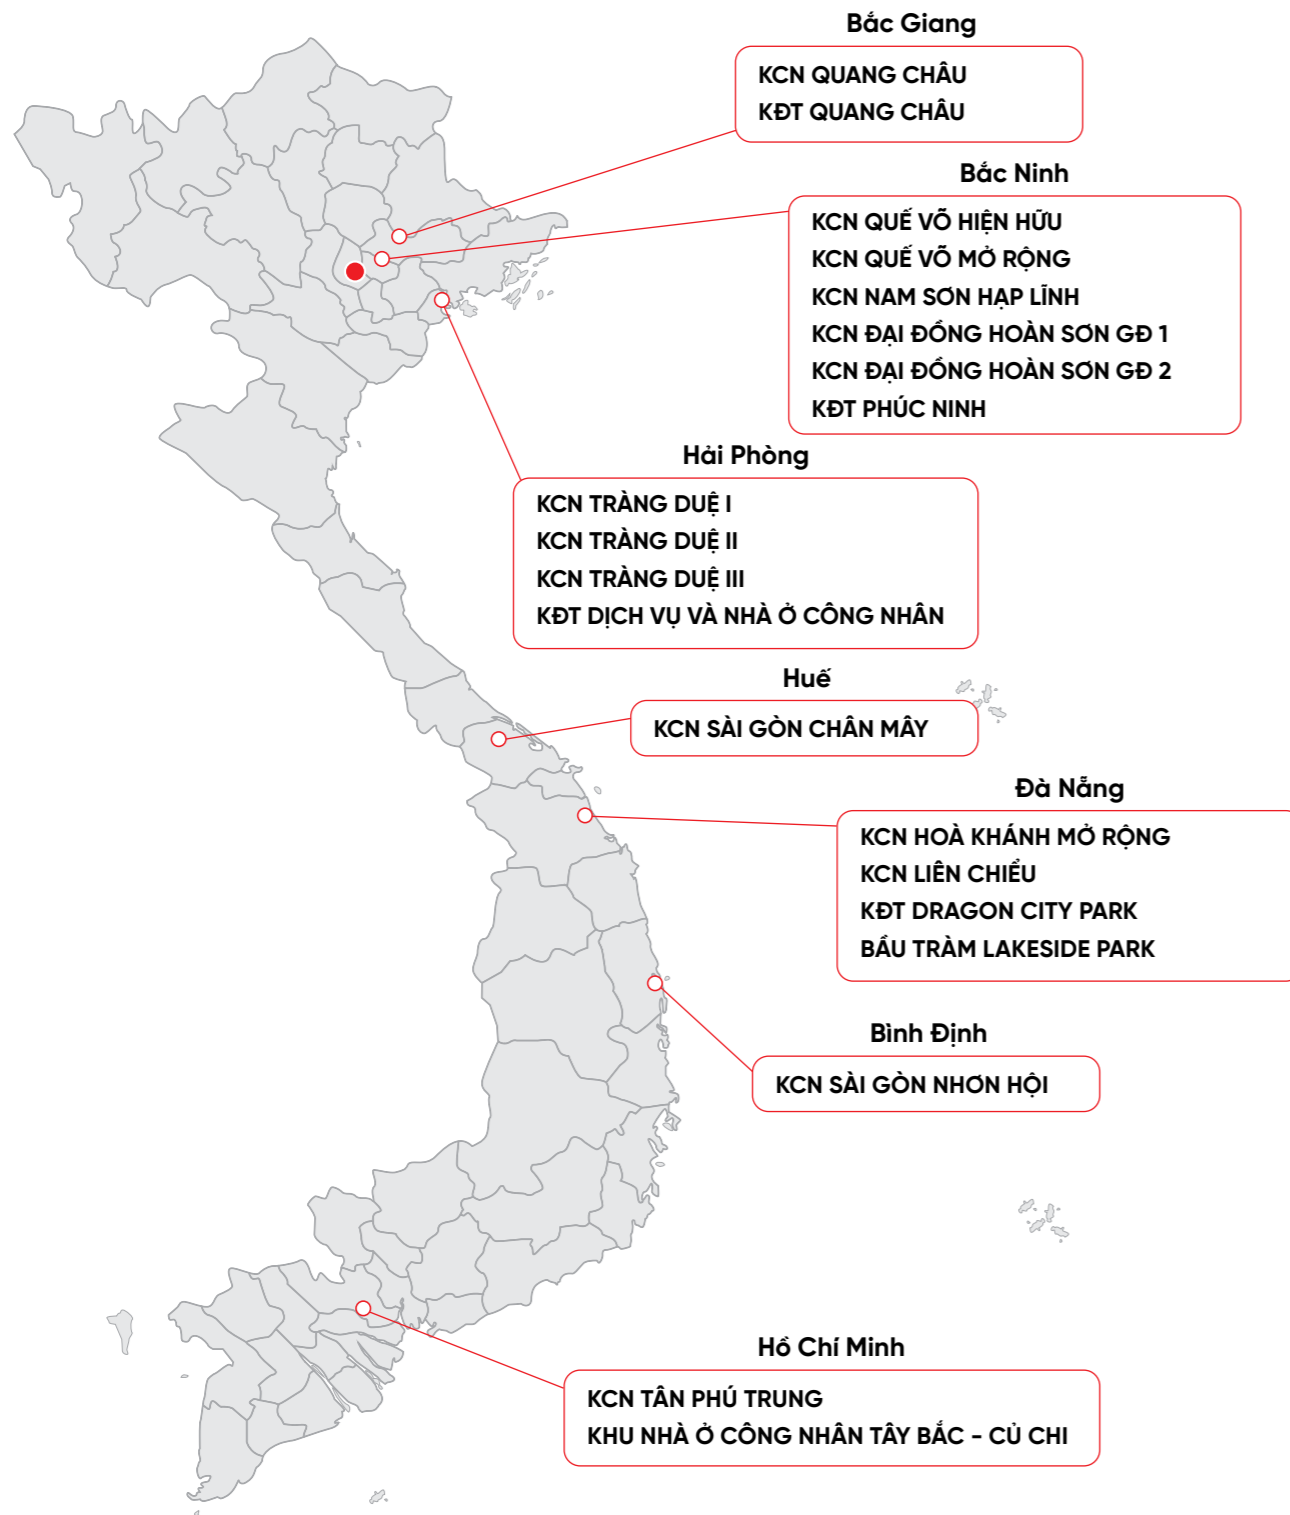 Bắc Giang
KCN QUANG CHÂU
KĐT QUANG CHÂU
Bắc Ninh
KCN QUẾ VÕ HIỆN HỮU
KCN QUẾ VÕ MỞ RỘNG
KCN NAM SƠN HẠP LĨNH
KCN ĐẠI ĐỒNG HOÀN SƠN GĐ 1
KCN ĐẠI ĐỒNG HOÀN SƠN GĐ 2
KĐT PHÚC NINH
Hải Phòng
KCN TRÀNG DUỆ I
KCN TRÀNG DUỆ II
KCN TRÀNG DUỆ III
KĐT DỊCH VỤ VÀ NHÀ Ở CÔNG NHÂN
Huế
KCN SÀI GÒN CHÂN MÂY
Đà Nẵng
KCN HOÀ KHÁNH MỞ RỘNG
KCN LIÊN CHIỂU
KĐT DRAGON CITY PARK
BẦU TRÀM LAKESIDE PARK
Bình Định
KCN SÀI GÒN NHƠN HỘI
Hồ Chí Minh
KCN TÂN PHÚ TRUNG
KHU NHÀ Ở CÔNG NHÂN TÂY BẮC - CỦ CHI